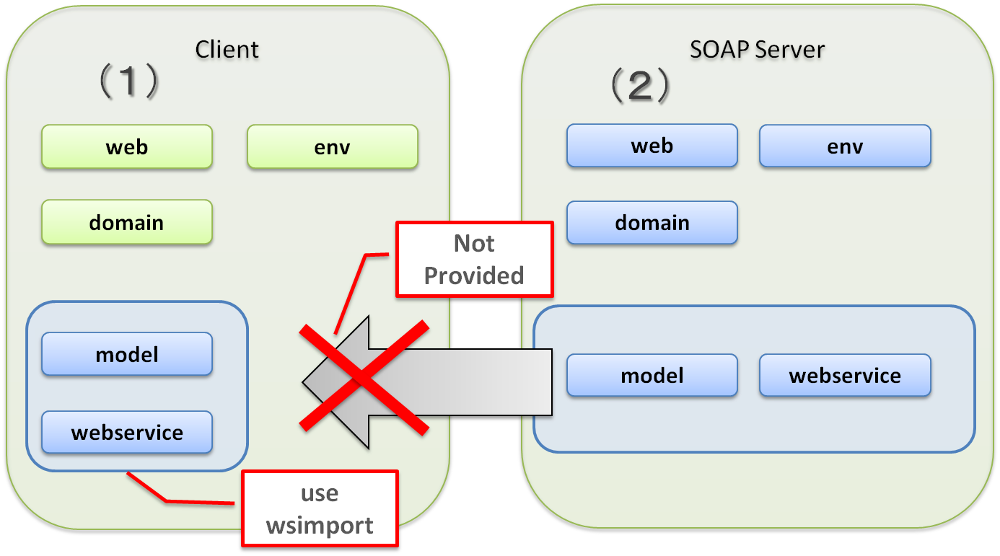 Client
（1）
web
env
domain
model
webservice
use
wsimport
Not
Provided
SOAP Server
（2）
web
env
domain
model
webservice